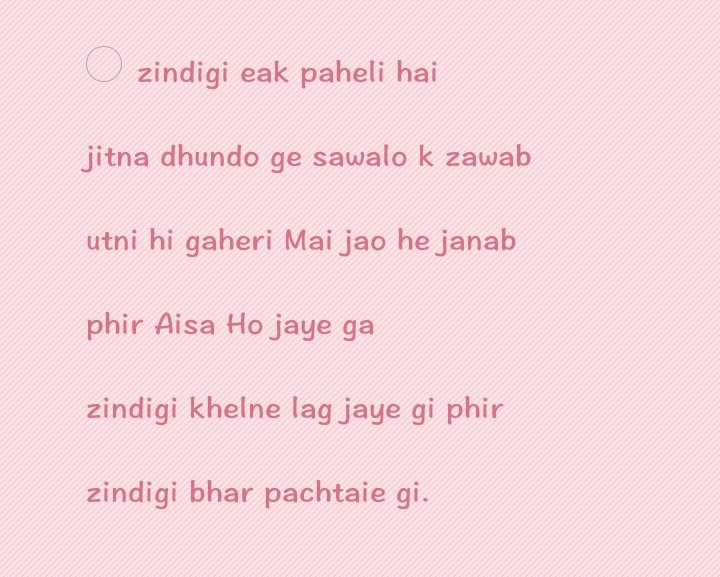 zindigi eak paheli hai
jitna dhundo ge sawalo k zawab
utni hi gaheri Mai jao he janab
phir Aisa Ho jaye ga
zindigi khelne lag jaye gi phir
zindigi bhar pachtaie gi.